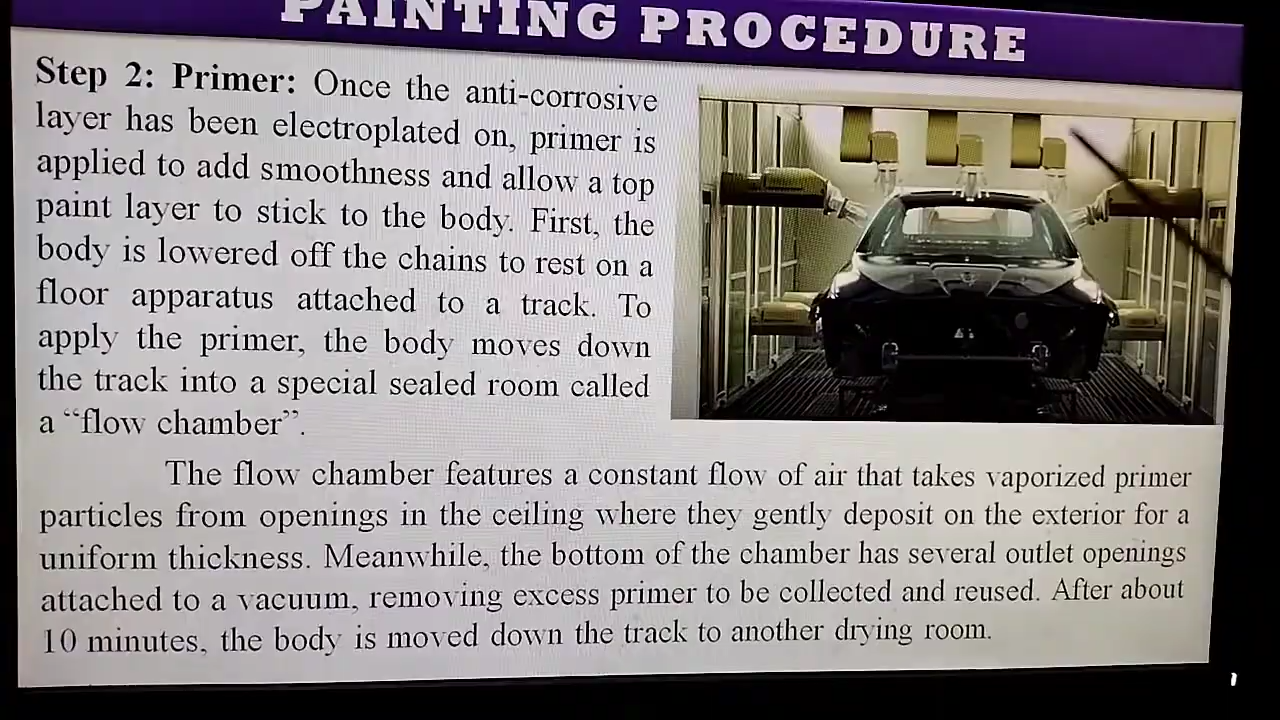 PAINTING PROCEDURE
Step 2: Primer: Once the anti-corrosive
layer has been electroplated on, primer is
applied to add smoothness and allow a top
paint layer to stick to the body. First, the
body is lowered off the chains to rest on a
floor apparatus attached to a track. To
apply the primer, the body moves down
the track into a special sealed room called
a “flow chamber”.
The flow chamber features a constant flow of air that takes vaporized primer
particles from openings in the ceiling where they gently deposit on the exterior for a
uniform thickness. Meanwhile, the bottom of the chamber has several outlet openings
attached to a vacuum, removing excess primer to be collected and reused. After about
10 minutes, the body is moved down the track to another drying room.